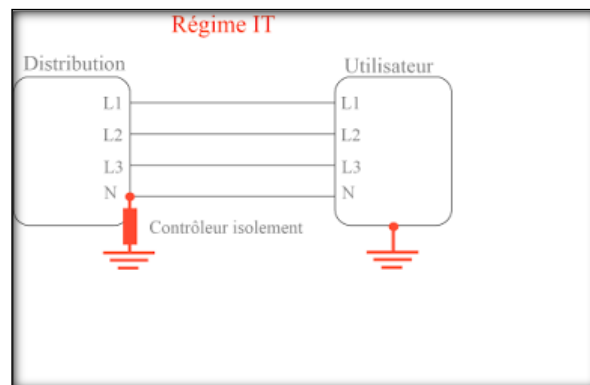 Régime IT
Distribution
Utilisateur
L1
L1
L2
L2
L3
L3
N
N
Contrôleur isolement